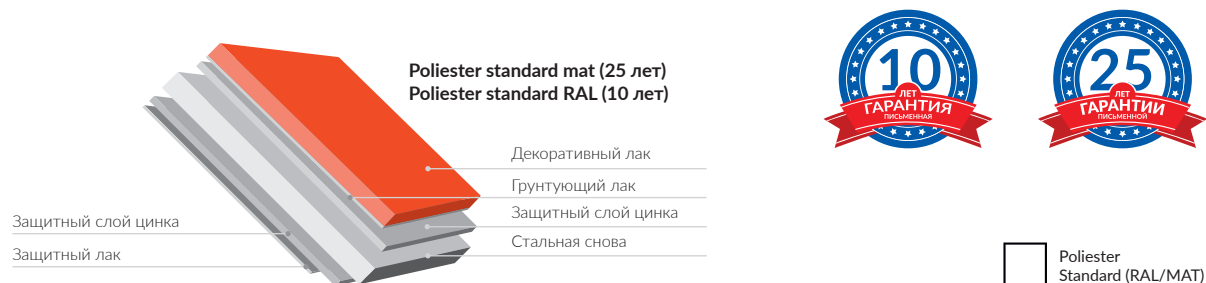 Poliester standard mat (25 лет)
Poliester standard RAL (10 лет)
Декоративный лак
Грунтующий лак
Защитный слой цинка
Стальная снова
Защитный слой цинка
Защитный лак
10
ЛЕТ
ГАРАНТИЯ
ПИСЬМЕННАЯ
25
ЛЕТ
ГАРАНТИИ
ПИСЬМЕННОЙ
Poliester
Standard (RAL/MAT)